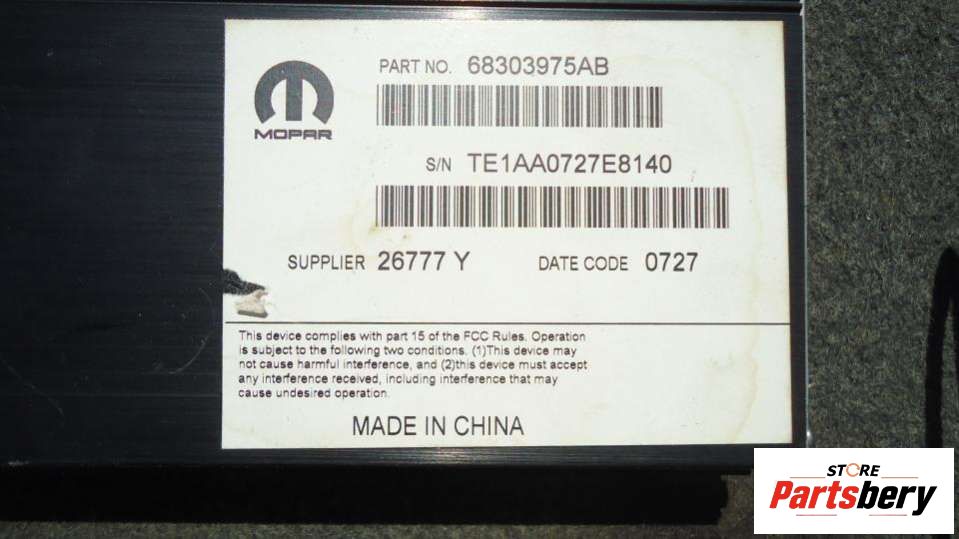 PART NO. 68303975AB
MOPAR
S/N TE1AA0727E8140
SUPPLIER 26777 Y DATE CODE 0727
This device complies with part 15 of the FCC Rules. Operation
is subject to the following two conditions. (1)This device may
not cause harmful interference, and (2)this device must accept
any interference received, including interference that may
cause undesired operation.
MADE IN CHINA
STORE
Partsbery